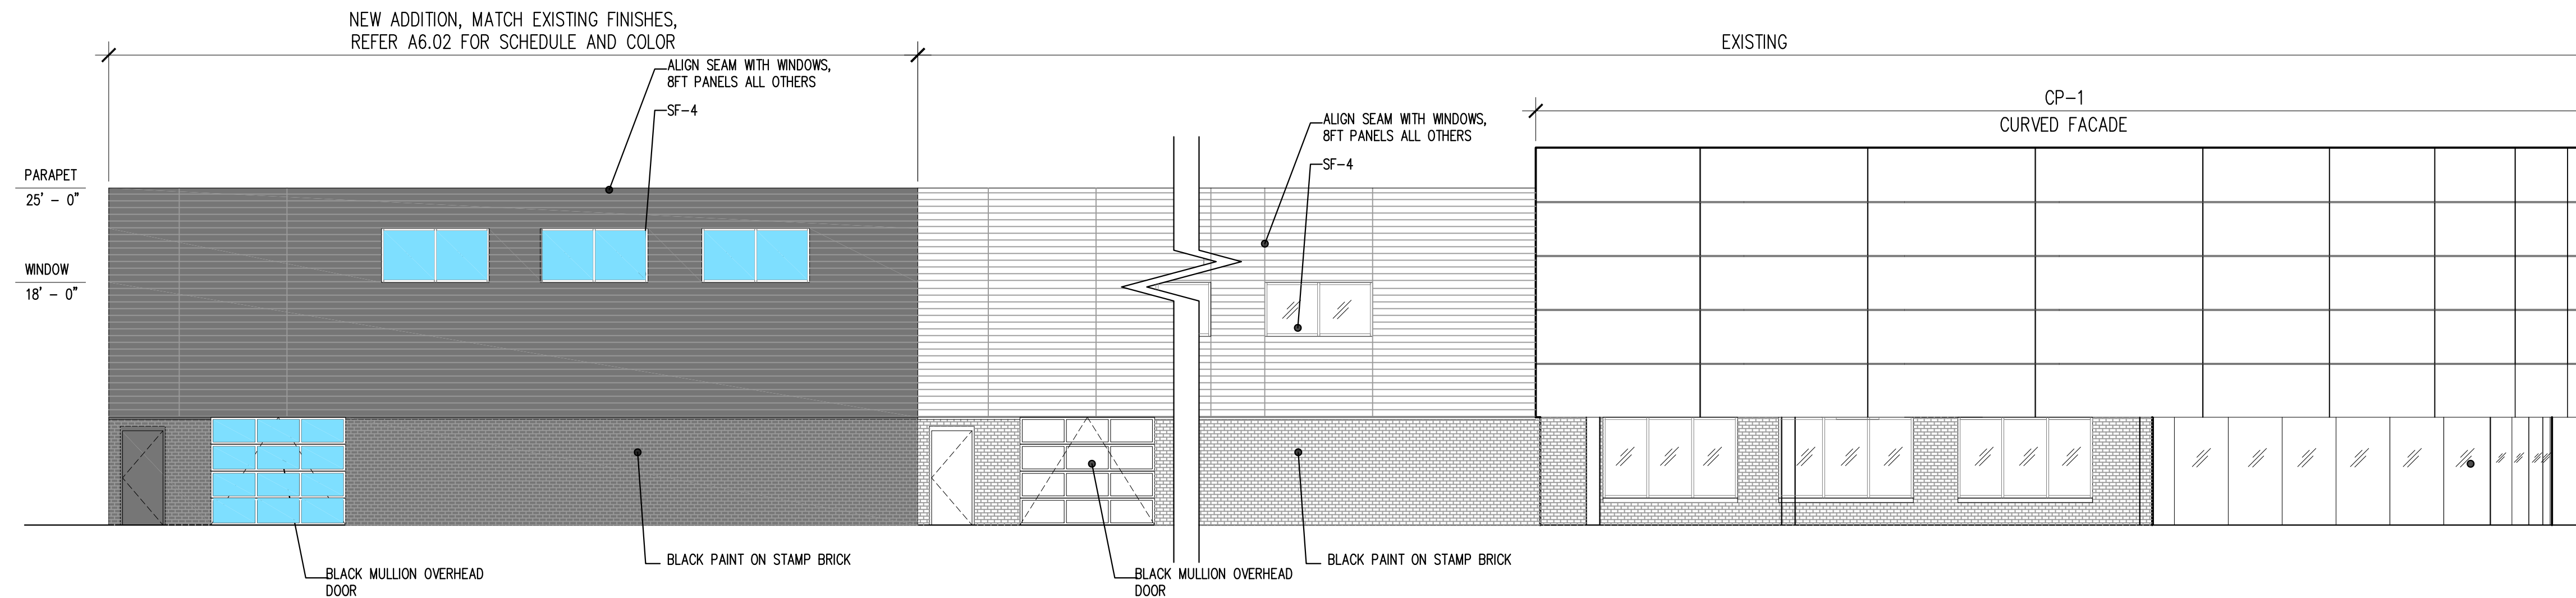 NEW ADDITION, MATCH EXISTING FINISHES,
REFER A6.02 FOR SCHEDULE AND COLOR
EXISTING
ALIGN SEAM WITH WINDOWS,
8FT PANELS ALL OTHERS
SF-4
CP-1
CURVED FACADE
ALIGN SEAM WITH WINDOWS,
8FT PANELS ALL OTHERS
SF-4
PARAPET
25' - 0"
WINDOW
18' - 0"
BLACK PAINT ON STAMP BRICK
BLACK MULLION OVERHEAD
DOOR
BLACK PAINT ON STAMP BRICK
BLACK MULLION OVERHEAD
DOOR